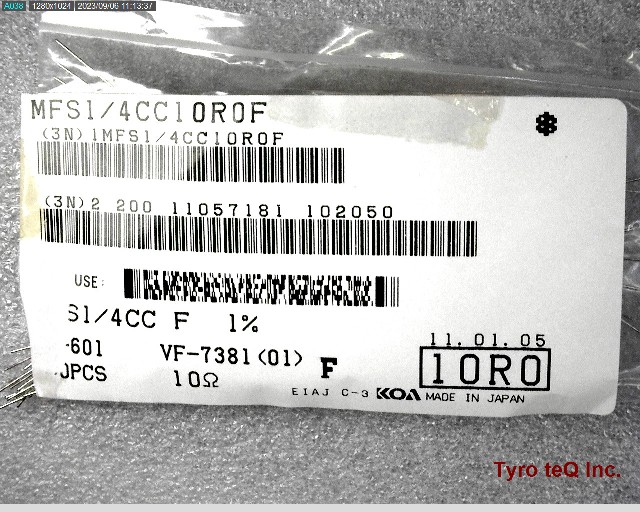 A038 1280x1024 2023/09/06 11:13:37
MFS1/4CC10R0F
(3N)1MFS1/4CC10R0F
(3N)2 200 11057181 102050
USE:
S1/4CC F 1%
-601 VF-7381(01) F
0PCS 10Ω
11.01.05
10R0
EIAJ C-3 KOA MADE IN JAPAN
Tyro teQ Inc.